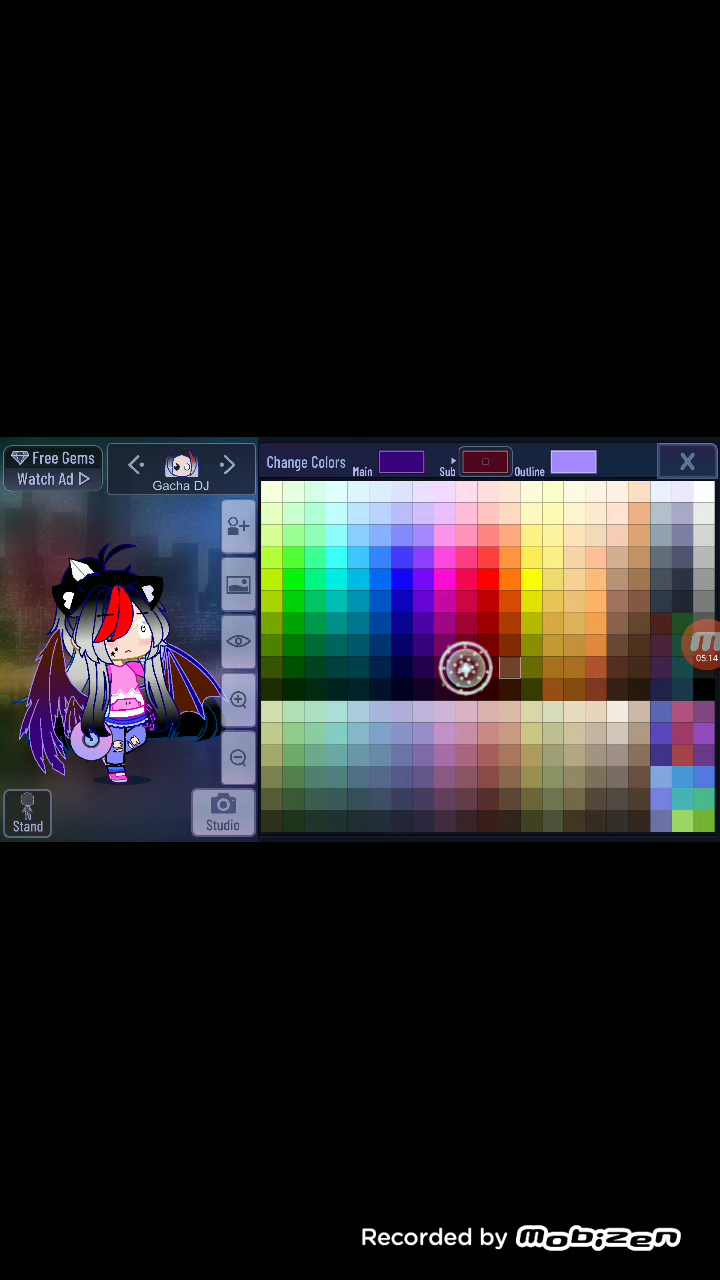 Free Gems
Watch Ad
Gacha DJ
Change Colors
Main
Sub
Outline
X
05:14
Stand
Studio
Recorded by mobizen